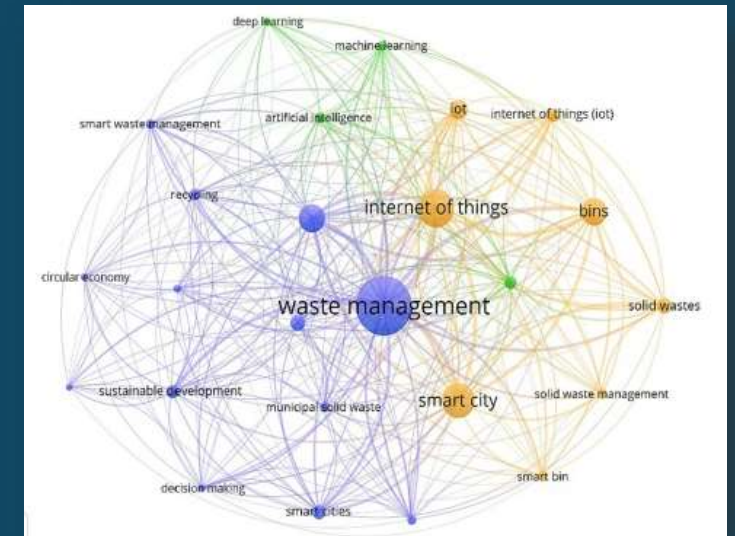 deep learning
machine learning
iot
internet of things (iot)
artificial intelligence
smart waste management
recycling
internet of things
bins
circular economy
waste management
solid wastes
sustainable development
municipal solid waste
smart city
solid waste management
smart bin
decision making
smart cities